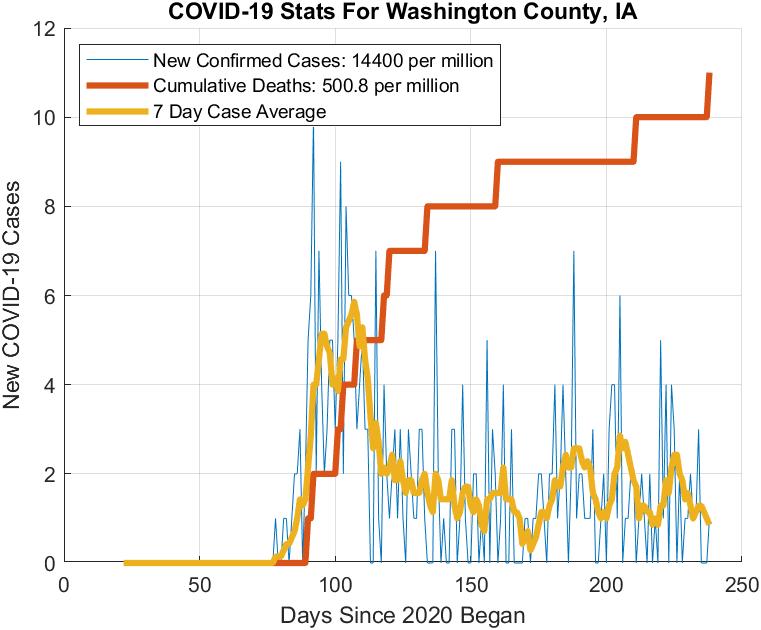 COVID-19 Stats For Washington County, IA
12
New Confirmed Cases: 14400 per million
Cumulative Deaths: 500.8 per million
7 Day Case Average
10
8
6
4
2
0
New COVID-19 Cases
0 50 100 150 200 250
Days Since 2020 Began